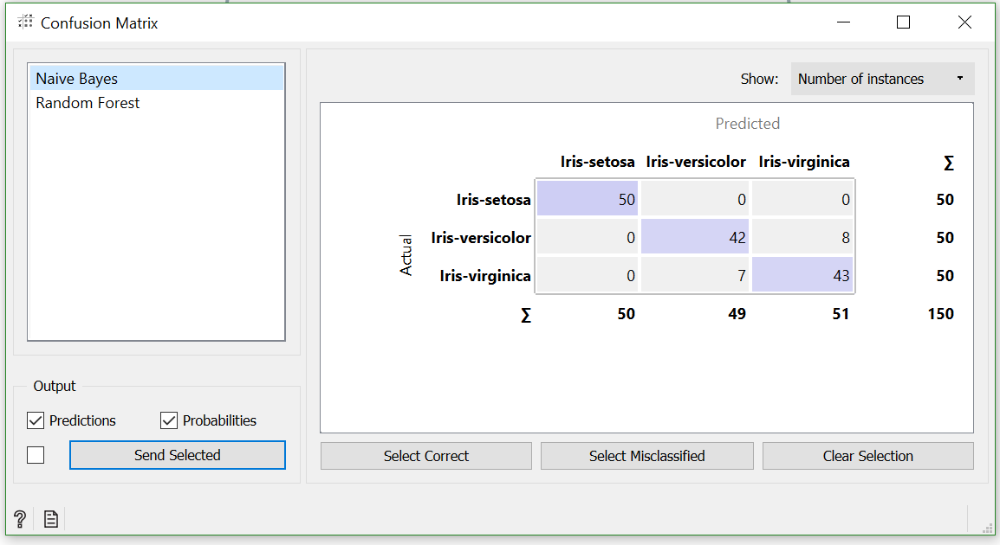 Confusion Matrix
Naive Bayes
Random Forest
Output
Predictions Probabilities
Send Selected
Show: Number of instances
Predicted
Iris-setosa Iris-versicolor Iris-virginica ∑
Actual
Iris-setosa 50 0 0 50
Iris-versicolor 0 42 8 50
Iris-virginica 0 7 43 50
∑ 50 49 51 150
Select Correct Select Misclassified Clear Selection
?